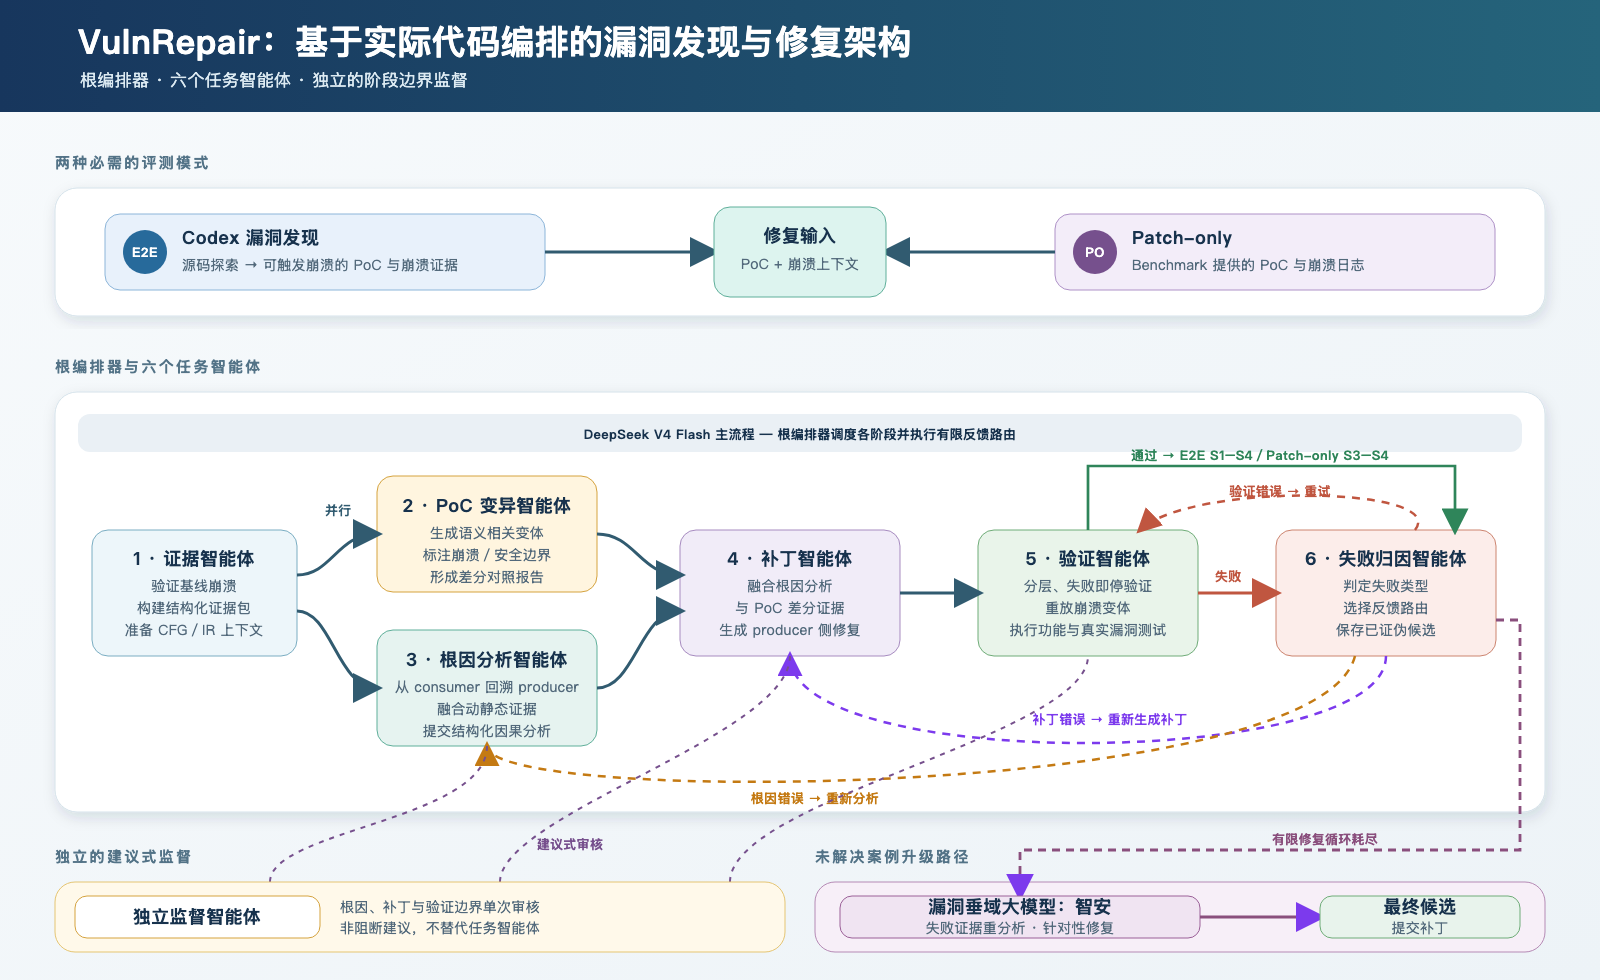 VulnRepair：基于实际代码编排的漏洞发现与修复架构
根编排器 · 六个任务智能体 · 独立的阶段边界监督
两种必需的评测模式
E2E
Codex 漏洞发现
源码探索 → 可触发崩溃的 PoC 与崩溃证据
修复输入
PoC + 崩溃上下文
PO
Patch-only
Benchmark 提供的 PoC 与崩溃日志
根编排器与六个任务智能体
DeepSeek V4 Flash 主流程 — 根编排器调度各阶段并执行有限反馈路由
通过 → E2E S1—S4 / Patch-only S3—S4
验证错误 → 重试
并行
1 · 证据智能体
验证基线崩溃
构建结构化证据包
准备 CFG / IR 上下文
2 · PoC 变异智能体
生成语义相关变体
标注崩溃 / 安全边界
形成差分对照报告
3 · 根因分析智能体
从 consumer 回溯 producer
融合动静态证据
提交结构化因果分析
4 · 补丁智能体
融合根因分析
与 PoC 差分证据
生成 producer 侧修复
5 · 验证智能体
分层、失败即停验证
重放崩溃变体
执行功能与真实漏洞测试
失败
6 · 失败归因智能体
判定失败类型
选择反馈路由
保存已证伪候选
补丁错误 → 重新生成补丁
根因错误 → 重新分析
建议式审核
有限修复循环耗尽
独立的建议式监督
独立监督智能体
根因、补丁与验证边界单次审核
非阻断建议，不替代任务智能体
未解决案例升级路径
漏洞垂域大模型：智安
失败证据重分析 · 针对性修复
最终候选
提交补丁